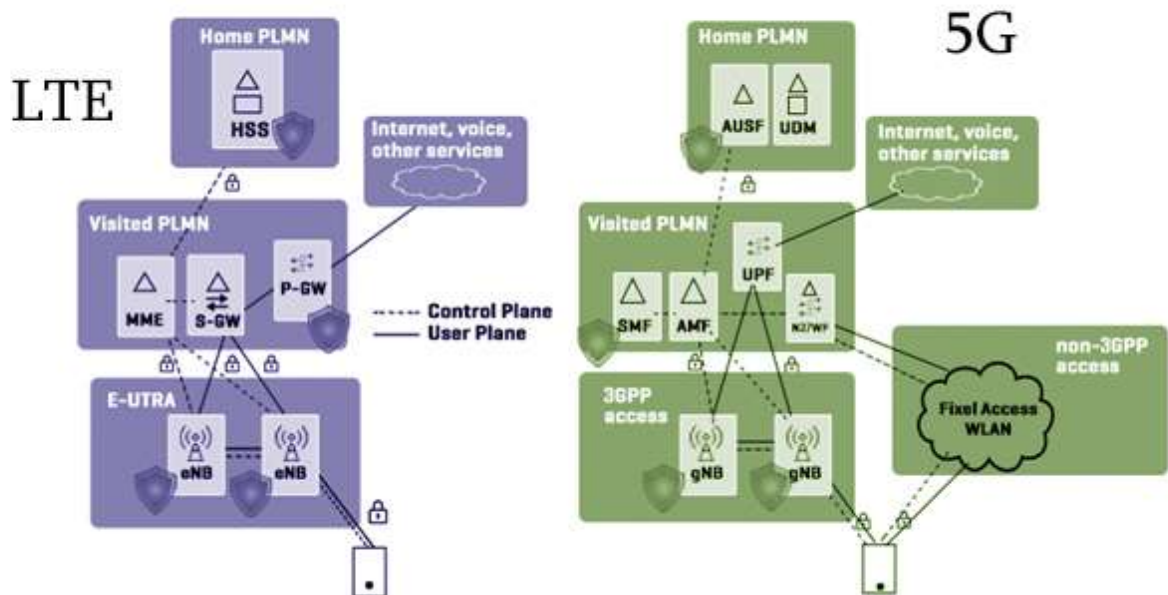 LTE
Home PLMN
HSS
Internet, voice,
other services
Visited PLMN
MME
S-GW
P-GW
Control Plane
User Plane
E-UTRA
eNB
eNB
5G
Home PLMN
AUSF
UDM
Internet, voice,
other services
Visited PLMN
UPF
SMF
AMF
non-3GPP
access
3GPP
access
Fixel Access
WLAN
gNB
gNB